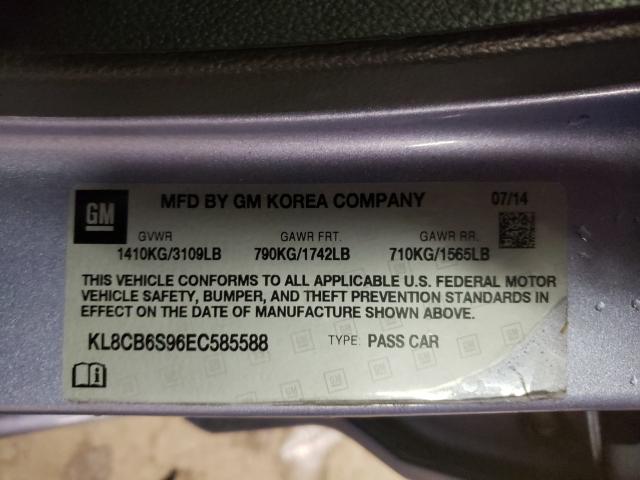 GM
MFD BY GM KOREA COMPANY 07/14
GVWR GAWR FRT. GAWR RR.
1410KG/3109LB 790KG/1742LB 710KG/1565LB
THIS VEHICLE CONFORMS TO ALL APPLICABLE U.S. FEDERAL MOTOR
VEHICLE SAFETY, BUMPER, AND THEFT PREVENTION STANDARDS IN
EFFECT ON THE DATE OF MANUFACTURE SHOWN ABOVE.
KL8CB6S96EC585588 TYPE: PASS CAR